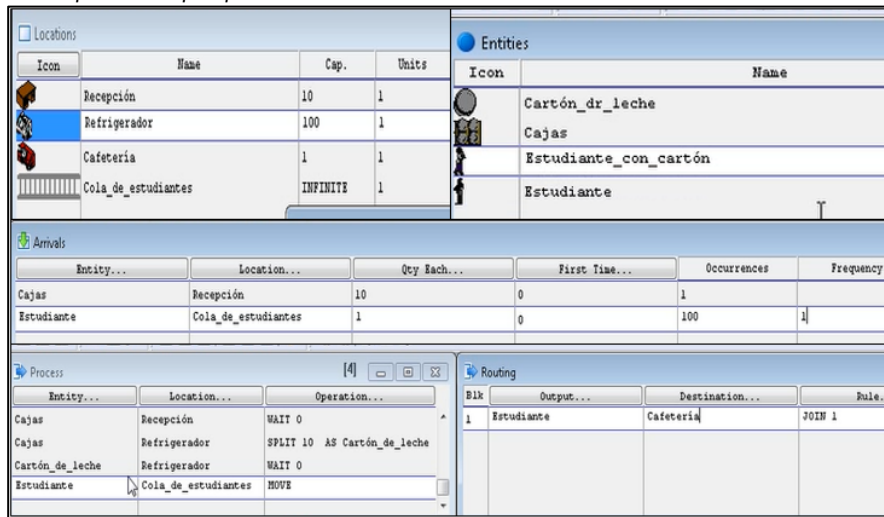 Locations
Icon Name Cap. Units
Recepción 10 1
Refrigerador 100 1
Cafetería 1 1
Cola_de_estudiantes INFINITE 1
Entities
Icon Name
Cartón_dr_leche
Cajas
Estudiante_con_cartón
Estudiante
Arrivals
Entity... Location... Qty Each... First Time... Occurrences Frequency
Cajas Recepción 10 0 1
Estudiante Cola_de_estudiantes 1 0 100 1
Process [4]
Entity... Location... Operation...
Cajas Recepción WAIT 0
Cajas Refrigerador SPLIT 10 AS Cartón_de_leche
Cartón_de_leche Refrigerador WAIT 0
Estudiante Cola_de_estudiantes MOVE
Routing
Blk Output... Destination... Rule.
1 Estudiante Cafetería JOIN 1